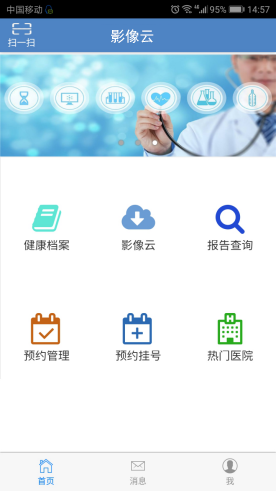 中国移动 95% 14:57
扫一扫 影像云
健康档案 影像云 报告查询
预约管理 预约挂号 热门医院
首页 消息 我